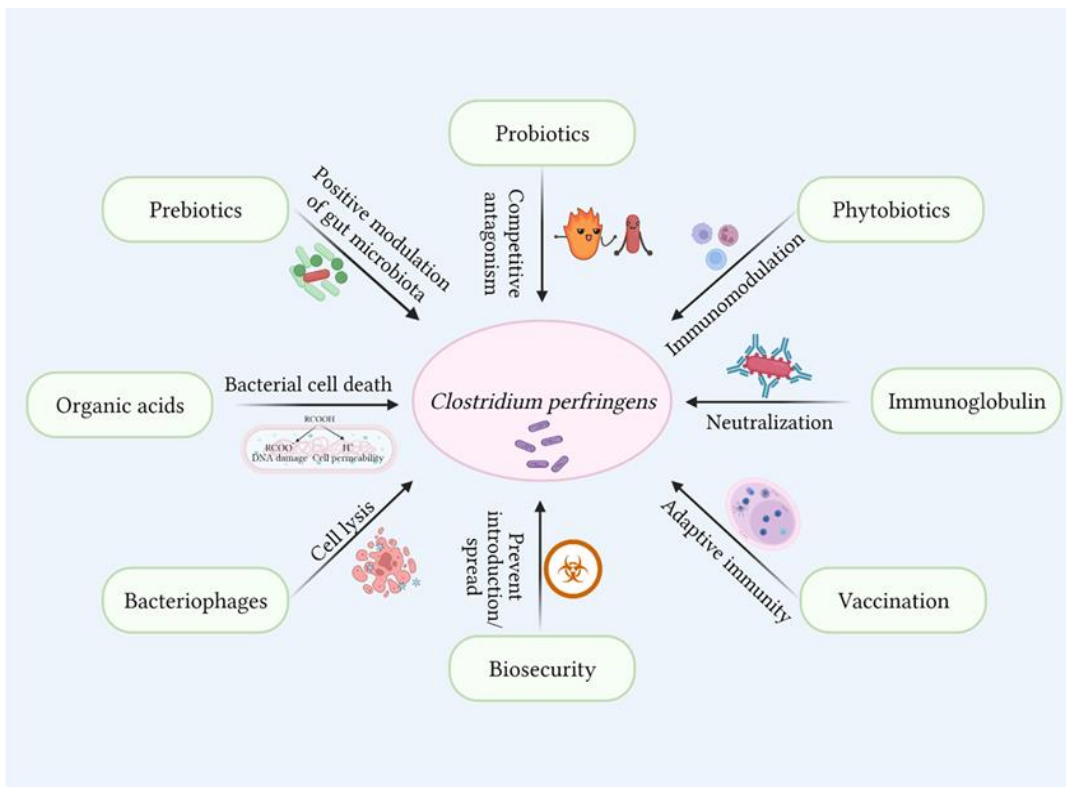 Probiotics
Prebiotics
Positive modulation
of gut microbiota
Competitive
antagonism
Phytobiotics
Immunomodulation
Organic acids
Bacterial cell death
RCOOH
RCOO⁻ H⁺
DNA damage Cell permeability
Clostridium perfringens
Neutralization
Immunoglobulin
Bacteriophages
Cell lysis
Prevent
introduction/
spread
Biosecurity
Adaptive immunity
Vaccination